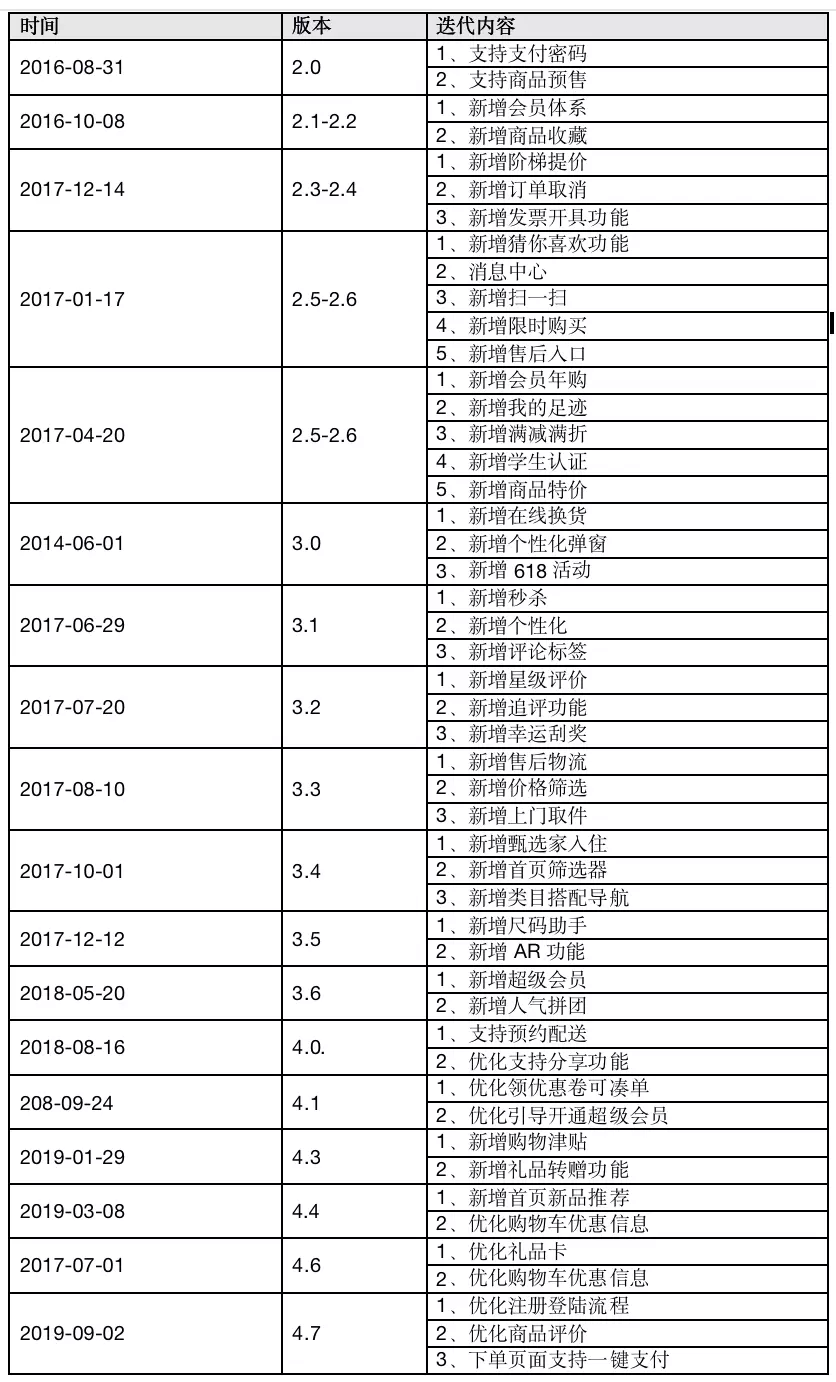 时间 版本 迭代内容
2016-08-31 2.0 1、支持支付密码
2、支持商品预售
2016-10-08 2.1-2.2 1、新增会员体系
2、新增商品收藏
2017-12-14 2.3-2.4 1、新增阶梯提价
2、新增订单取消
3、新增发票开具功能
2017-01-17 2.5-2.6 1、新增猜你喜欢功能
2、消息中心
3、新增扫一扫
4、新增限时购买
5、新增售后入口
2017-04-20 2.5-2.6 1、新增会员年购
2、新增我的足迹
3、新增满减满折
4、新增学生认证
5、新增商品特价
2014-06-01 3.0 1、新增在线换货
2、新增个性化弹窗
3、新增 618 活动
2017-06-29 3.1 1、新增秒杀
2、新增个性化
3、新增评论标签
2017-07-20 3.2 1、新增星级评价
2、新增追评功能
3、新增幸运刮奖
2017-08-10 3.3 1、新增售后物流
2、新增价格筛选
3、新增上门取件
2017-10-01 3.4 1、新增甄选家入住
2、新增首页筛选器
3、新增类目搭配导航
2017-12-12 3.5 1、新增尺码助手
2、新增 AR 功能
2018-05-20 3.6 1、新增超级会员
2、新增人气拼团
2018-08-16 4.0. 1、支持预约配送
2、优化支持分享功能
208-09-24 4.1 1、优化领优惠卷可凑单
2、优化引导开通超级会员
2019-01-29 4.3 1、新增购物津贴
2、新增礼品转赠功能
2019-03-08 4.4 1、新增首页新品推荐
2、优化购物车优惠信息
2017-07-01 4.6 1、优化礼品卡
2、优化购物车优惠信息
2019-09-02 4.7 1、优化注册登陆流程
2、优化商品评价
3、下单页面支持一键支付